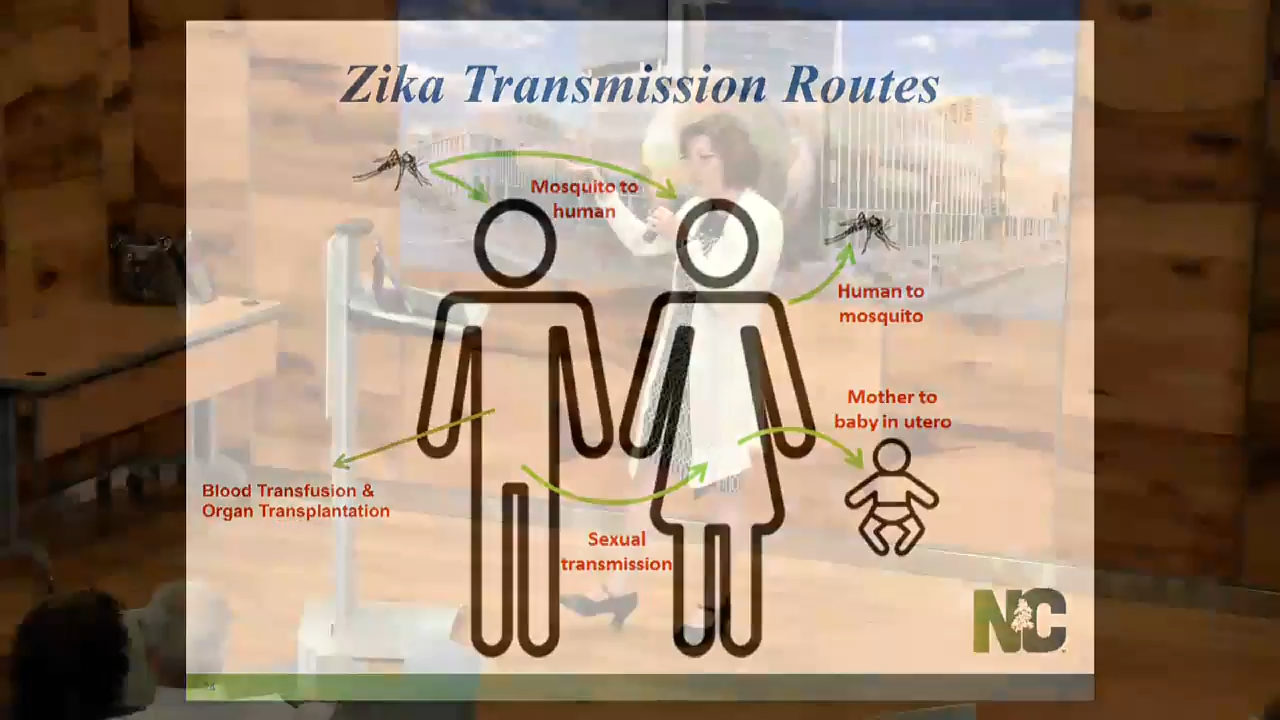 Zika Transmission Routes
Mosquito to
human
Human to
mosquito
Mother to
baby in utero
Blood Transfusion &
Organ Transplantation
Sexual
transmission
NC